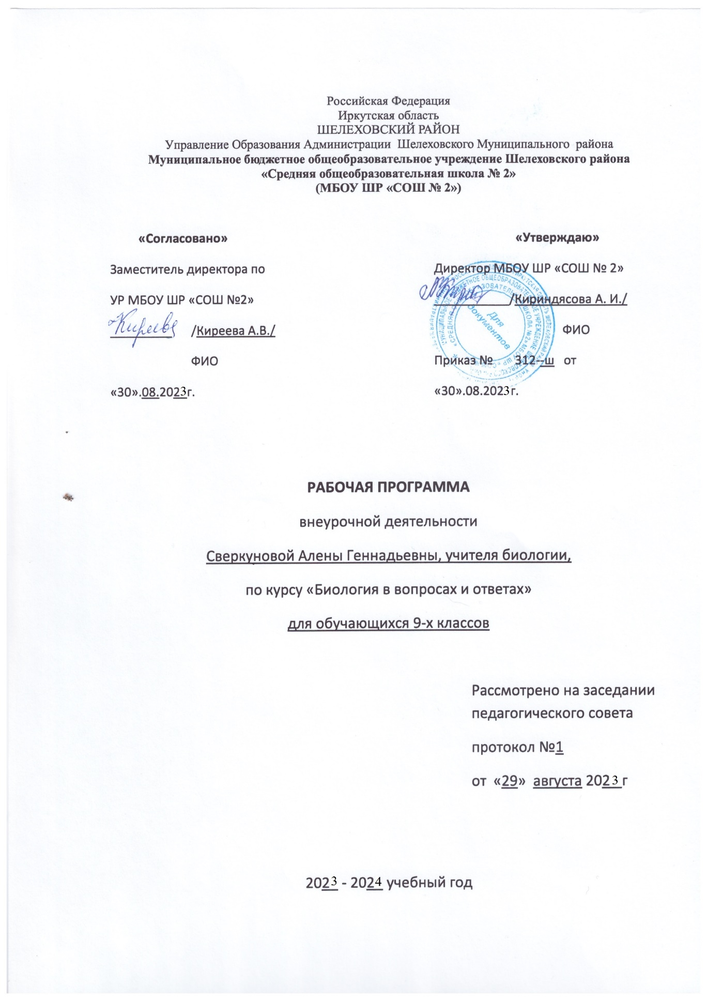 Российская Федерация
Иркутская область
ШЕЛЕХОВСКИЙ РАЙОН
Управление Образования Администрации Шелеховского Муниципального района
Муниципальное бюджетное общеобразовательное учреждение Шелеховского района
«Средняя общеобразовательная школа № 2»
(МБОУ ШР «СОШ № 2»)
«Согласовано»
Заместитель директора по
УР МБОУ ШР «СОШ №2»
/Киреева А.В./
ФИО
«30».08.2023г.
«Утверждаю»
Директор МБОУ ШР «СОШ № 2»
/Кириндясова А. И./
ФИО
Приказ № 312--ш от
«30».08.2023г.
Для
документов
РАБОЧАЯ ПРОГРАММА
внеурочной деятельности
Сверкуновой Алены Геннадьевны, учителя биологии,
по курсу «Биология в вопросах и ответах»
для обучающихся 9-х классов
Рассмотрено на заседании
педагогического совета
протокол №1
от «29» августа 2023 г
2023 - 2024 учебный год